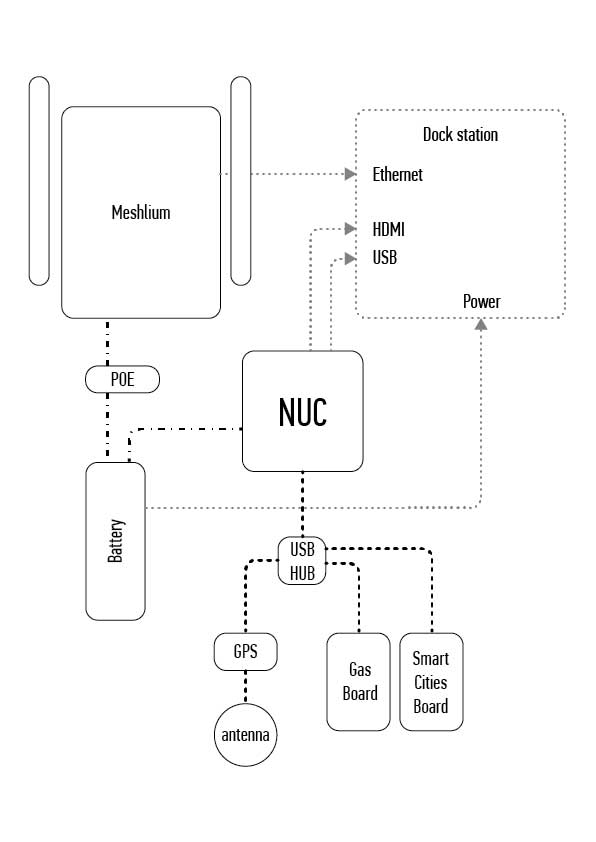 Dock station
Meshlium
Ethernet
HDMI
USB
Power
POE
NUC
Battery
USB
HUB
GPS
Gas
Board
Smart
Cities
Board
antenna